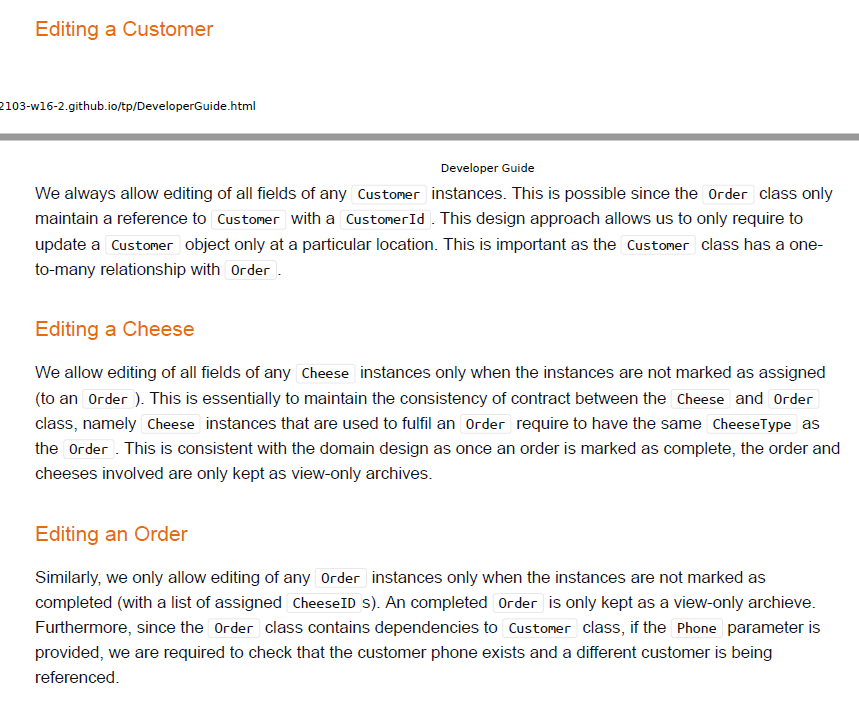 Editing a Customer
2103-w16-2.github.io/tp/DeveloperGuide.html
Developer Guide
We always allow editing of all fields of any Customer instances. This is possible since the Order class only
maintain a reference to Customer with a CustomerId. This design approach allows us to only require to
update a Customer object only at a particular location. This is important as the Customer class has a one-
to-many relationship with Order.
Editing a Cheese
We allow editing of all fields of any Cheese instances only when the instances are not marked as assigned
(to an Order). This is essentially to maintain the consistency of contract between the Cheese and Order
class, namely Cheese instances that are used to fulfil an Order require to have the same CheeseType as
the Order. This is consistent with the domain design as once an order is marked as complete, the order and
cheeses involved are only kept as view-only archives.
Editing an Order
Similarly, we only allow editing of any Order instances only when the instances are not marked as
completed (with a list of assigned CheeseID s). An completed Order is only kept as a view-only archieve.
Furthermore, since the Order class contains dependencies to Customer class, if the Phone parameter is
provided, we are required to check that the customer phone exists and a different customer is being
referenced.